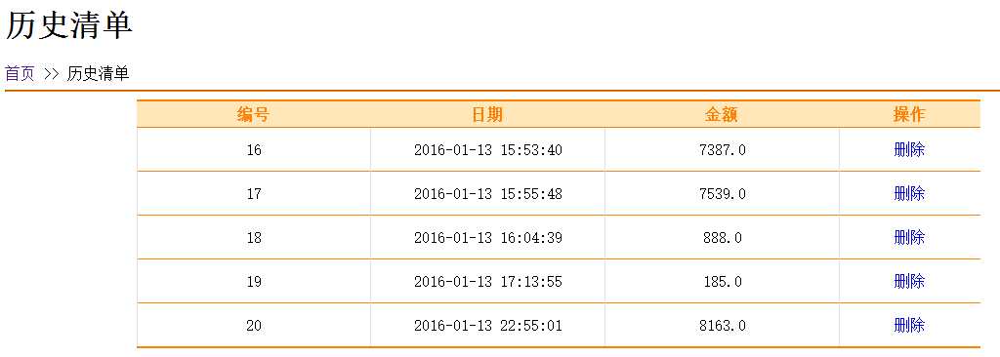 历史清单
首页 >> 历史清单
编号 日期 金额 操作
16 2016-01-13 15:53:40 7387.0 删除
17 2016-01-13 15:55:48 7539.0 删除
18 2016-01-13 16:04:39 888.0 删除
19 2016-01-13 17:13:55 185.0 删除
20 2016-01-13 22:55:01 8163.0 删除